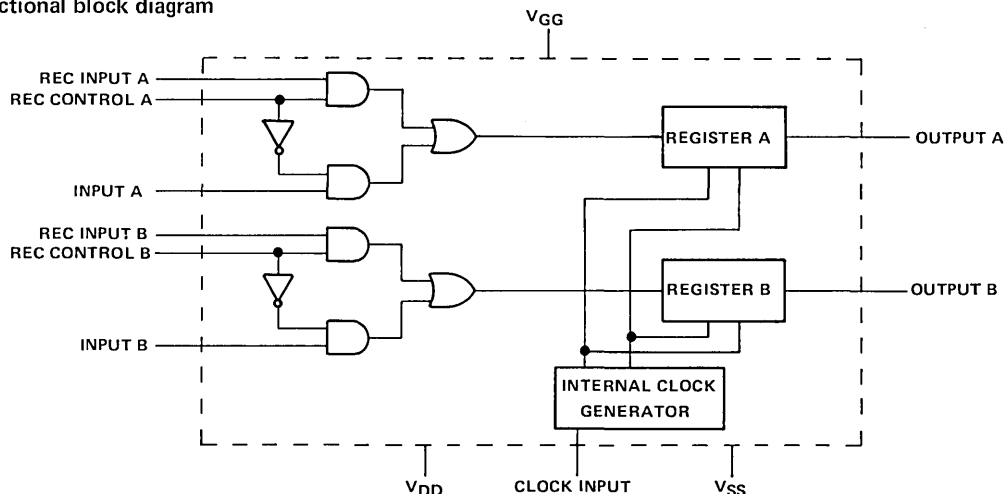 ctional block diagram
VGG
REC INPUT A
REC CONTROL A
INPUT A
REC INPUT B
REC CONTROL B
INPUT B
REGISTER A
OUTPUT A
REGISTER B
OUTPUT B
INTERNAL CLOCK
GENERATOR
VDD
CLOCK INPUT
VSS